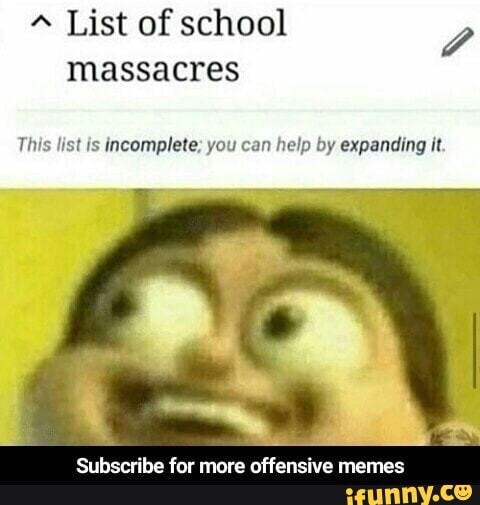 ^ List of school
massacres
This list is incomplete; you can help by expanding it.
Subscribe for more offensive memes
ifunny.co